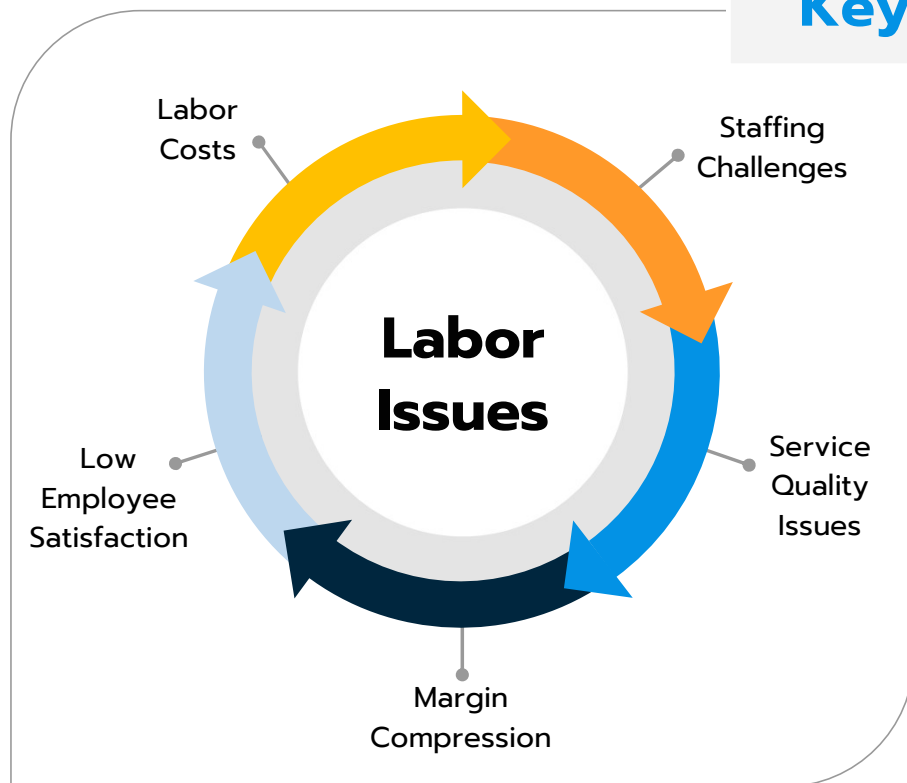 Key
Labor
Costs
Staffing
Challenges
Labor
Issues
Service
Quality
Issues
Low
Employee
Satisfaction
Margin
Compression